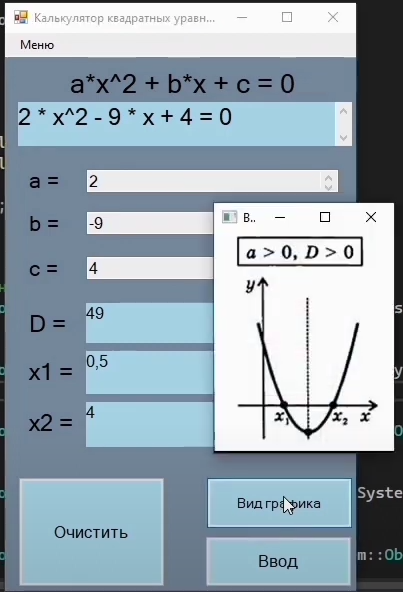 Калькулятор квадратных уравн...
Меню
a*x^2 + b*x + c = 0
2 * x^2 - 9 * x + 4 = 0
a =
2
b =
-9
c =
4
D =
49
x1 =
0,5
x2 =
4
В..
a > 0, D > 0
y
x₁
x₂
x
Очистить
Вид графика
Ввод
System
m::Ob